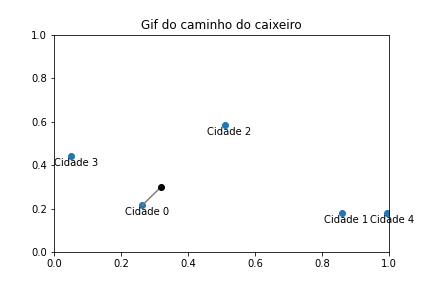 Gif do caminho do caixeiro
1.0
0.8
0.6
Cidade 2
0.4
Cidade 3
0.2
Cidade 0
Cidade 1 Cidade 4
0.0
0.0 0.2 0.4 0.6 0.8 1.0